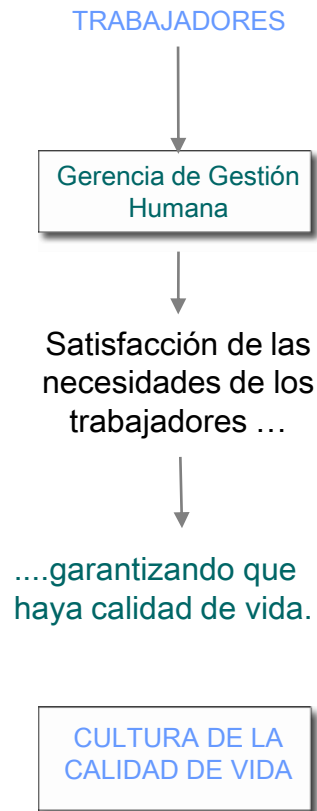 TRABAJADORES
Gerencia de Gestión
Humana
Satisfacción de las
necesidades de los
trabajadores …
....garantizando que
haya calidad de vida.
CULTURA DE LA
CALIDAD DE VIDA